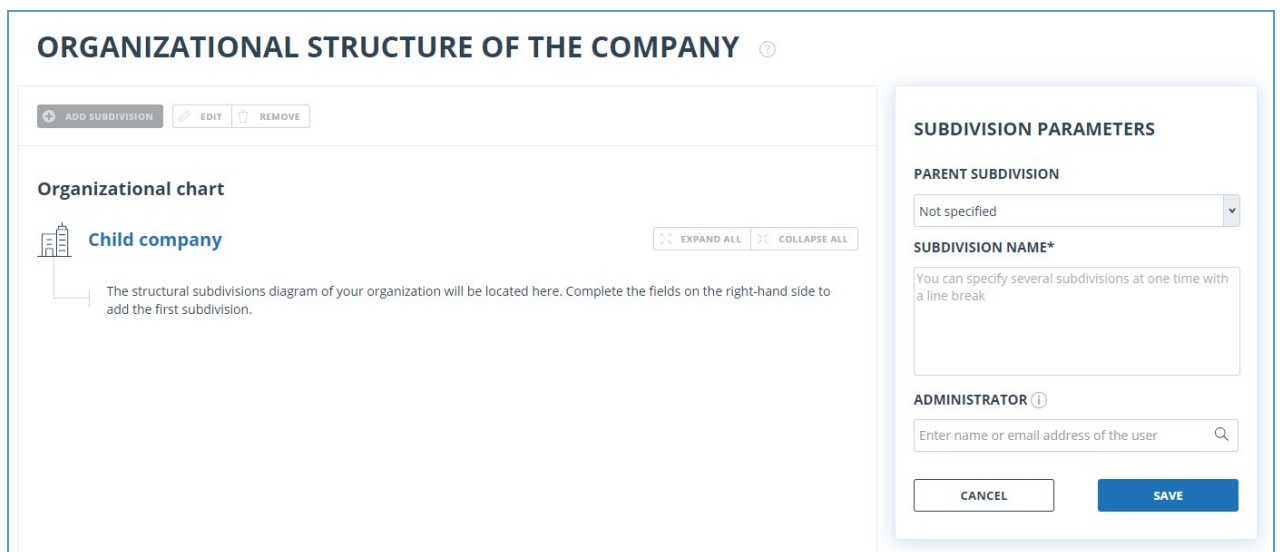 ORGANIZATIONAL STRUCTURE OF THE COMPANY ?
ADD SUBDIVISION EDIT REMOVE
Organizational chart
Child company
EXPAND ALL COLLAPSE ALL
The structural subdivisions diagram of your organization will be located here. Complete the fields on the right-hand side to
add the first subdivision.
SUBDIVISION PARAMETERS
PARENT SUBDIVISION
Not specified
SUBDIVISION NAME*
You can specify several subdivisions at one time with
a line break
ADMINISTRATOR i
Enter name or email address of the user
CANCEL SAVE